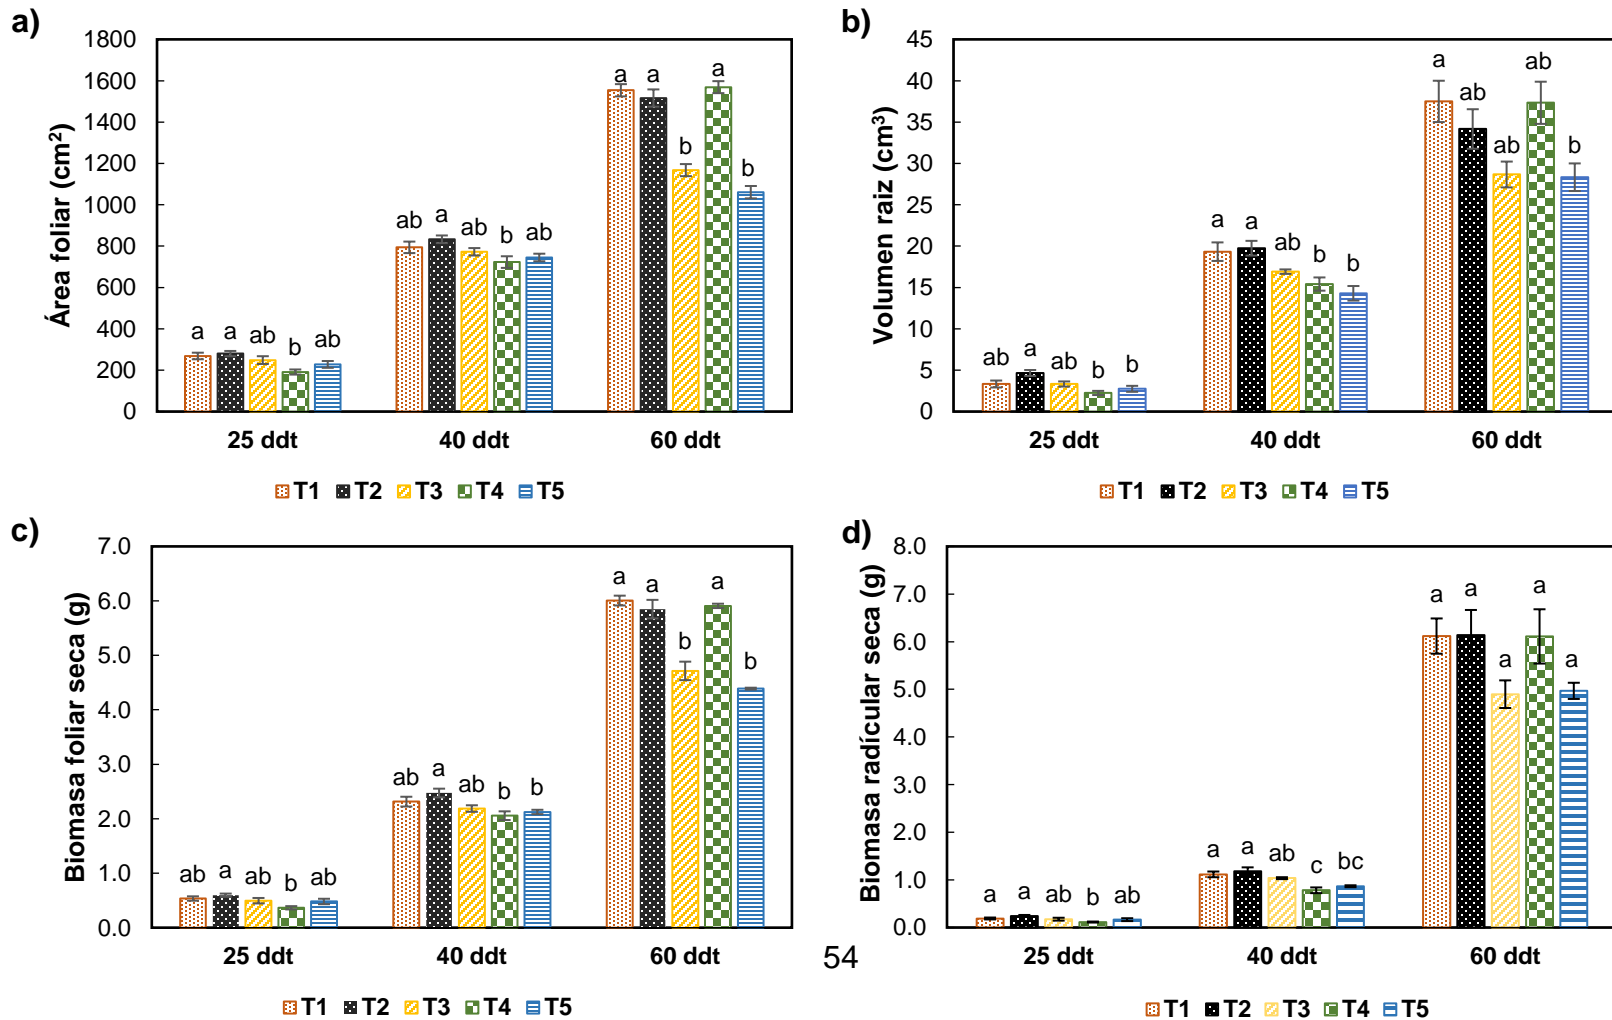 a)
1800
1600
1400
1200
1000
800
600
400
200
0
Área foliar (cm²)
a a ab b ab
ab a ab b ab
a a b a b
25 ddt 40 ddt 60 ddt
T1 T2 T3 T4 T5
b)
45
40
35
30
25
20
15
10
5
0
Volumen raiz (cm³)
ab a ab b b
a a ab b b
a ab ab ab b
25 ddt 40 ddt 60 ddt
T1 T2 T3 T4 T5
c)
7.0
6.0
5.0
4.0
3.0
2.0
1.0
0.0
Biomasa foliar seca (g)
ab a ab b ab
ab a ab b b
a a b a b
25 ddt 40 ddt 60 ddt
T1 T2 T3 T4 T5
d)
8.0
7.0
6.0
5.0
4.0
3.0
2.0
1.0
0.0
Biomasa radícular seca (g)
a a ab b ab
a a ab c bc
a a a a a
25 ddt 40 ddt 60 ddt
T1 T2 T3 T4 T5
54